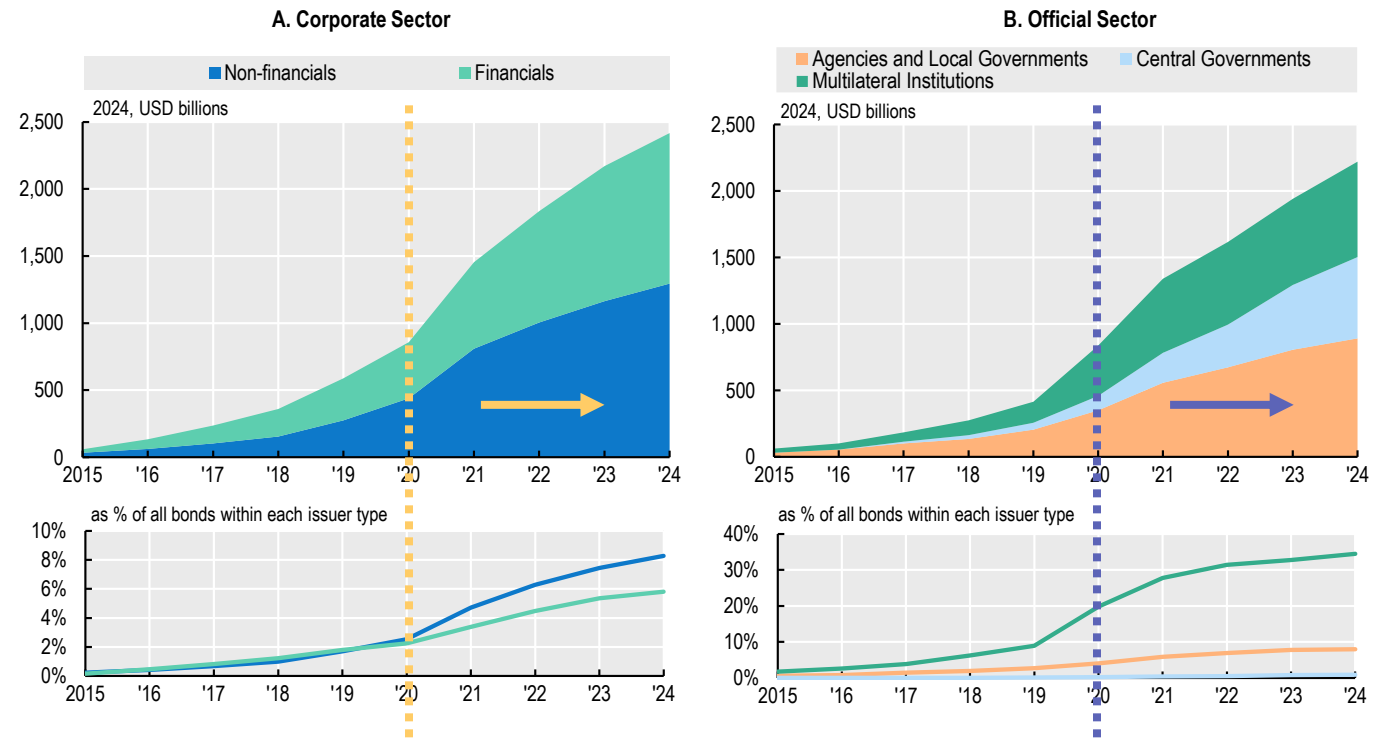 A. Corporate Sector
Non-financials
Financials
2024, USD billions
2,500
2,000
1,500
1,000
500
0
2015 '16 '17 '18 '19 '20 '21 '22 '23 '24
as % of all bonds within each issuer type
10%
8%
6%
4%
2%
0%
2015 '16 '17 '18 '19 '20 '21 '22 '23 '24
B. Official Sector
Agencies and Local Governments
Central Governments
Multilateral Institutions
2024, USD billions
2,500
2,000
1,500
1,000
500
0
2015 '16 '17 '18 '19 '20 '21 '22 '23 '24
as % of all bonds within each issuer type
40%
30%
20%
10%
0%
2015 '16 '17 '18 '19 '20 '21 '22 '23 '24